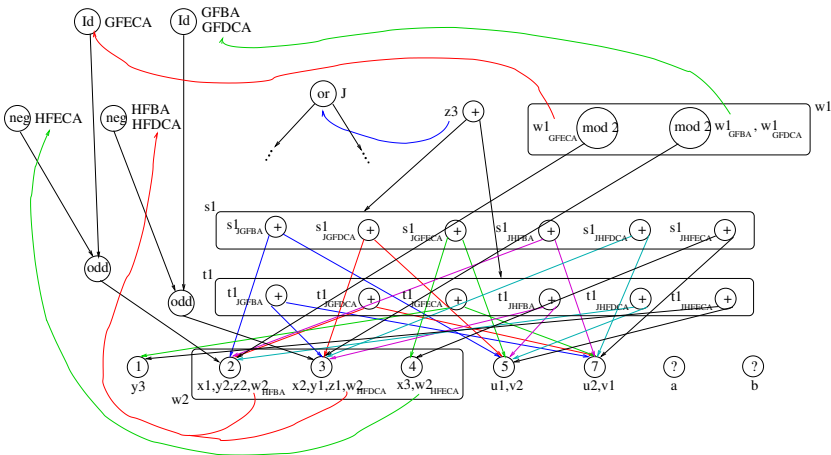 Id GFECA
Id GFBA
GFDCA
neg HFECA
neg HFBA
HFDCA
or J
z3 +
w1
w1 GFECA mod 2
mod 2 w1 GFBA , w1 GFDCA
s1
s1 JGFBA +
s1 JGFDCA +
s1 JGFECA +
s1 JHFBA +
s1 JHFDCA +
s1 JHFECA +
odd
t1
odd
t1 JGFBA +
t1 JGFDCA +
t1 JGFECA +
t1 JHFBA +
t1 JHFDCA +
t1 JHFECA +
1
y3
2
x1,y2,z2,w2 HFBA
3
x2,y1,z1,w2 HFDCA
4
x3,w2 HFECA
5
u1,v2
7
u2,v1
?
a
?
b
w2